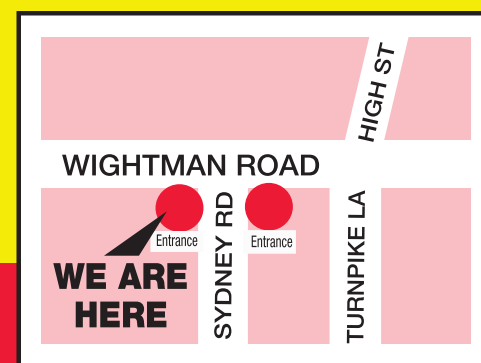 HIGH ST
WIGHTMAN ROAD
SYDNEY RD
TURNPIKE LA
Entrance
Entrance
WE ARE
HERE